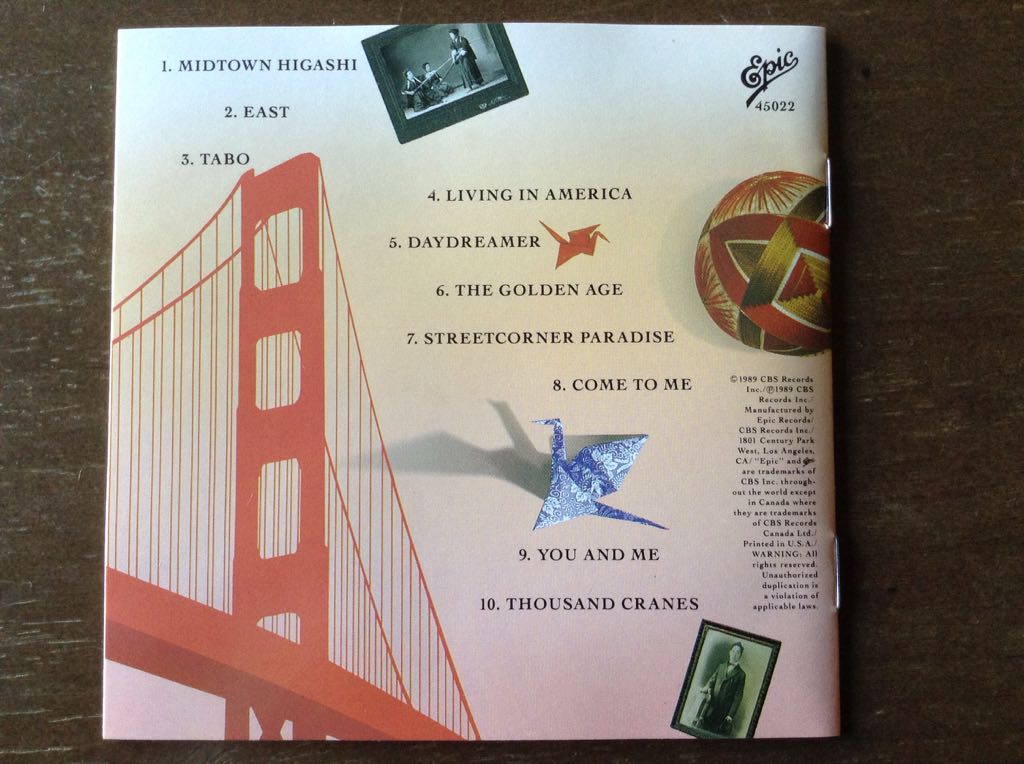 1. MIDTOWN HIGASHI
2. EAST
3. TABO
4. LIVING IN AMERICA
5. DAYDREAMER
6. THE GOLDEN AGE
7. STREETCORNER PARADISE
8. COME TO ME
9. YOU AND ME
10. THOUSAND CRANES
Epic
45022
©1989 CBS Records
Inc./℗1989 CBS
Records Inc./
Manufactured by
Epic Records/
CBS Records Inc./
1801 Century Park
West, Los Angeles,
CA/"Epic" and
are trademarks of
CBS Inc. through-
out the world except
in Canada where
they are trademarks
of CBS Records
Canada Ltd./
Printed in U.S.A./
WARNING: All
rights reserved.
Unauthorized
duplication is
a violation of
applicable laws.